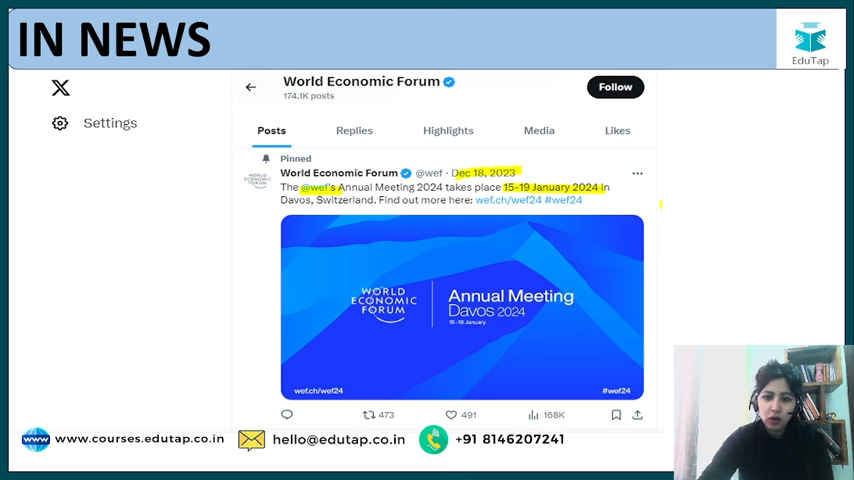 IN NEWS
EduTap
Settings
World Economic Forum
174.1K posts
Follow
Posts
Replies
Highlights
Media
Likes
Pinned
World Economic Forum @wef · Dec 18, 2023
The @wef's Annual Meeting 2024 takes place 15-19 January 2024 in
Davos, Switzerland. Find out more here: wef.ch/wef24 #wef24
WORLD
ECONOMIC
FORUM
Annual Meeting
Davos 2024
15-19 January
wef.ch/wef24
#wef24
473
491
168K
www.courses.edutap.co.in
hello@edutap.co.in
+91 8146207241